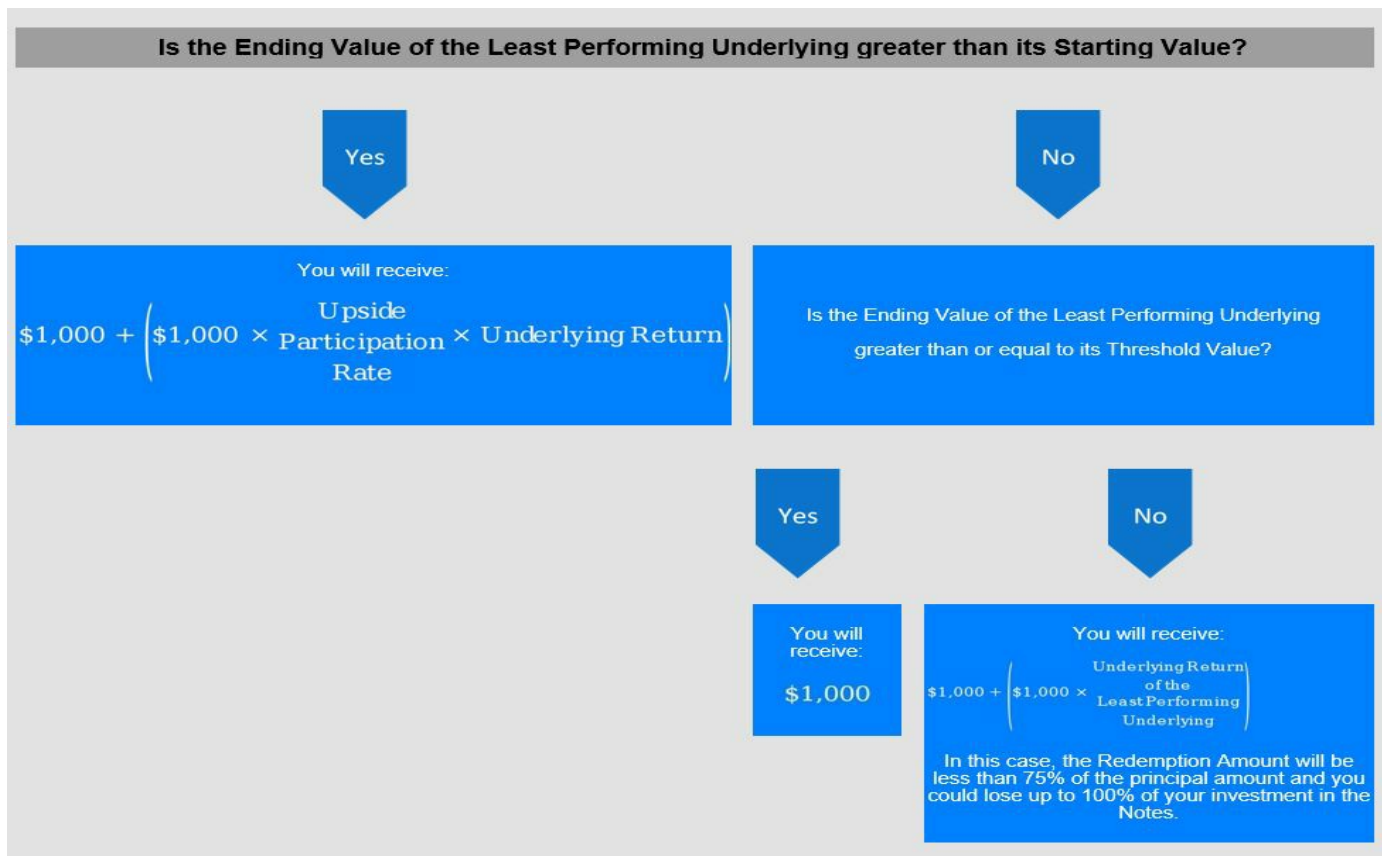 Is the Ending Value of the Least Performing Underlying greater than its Starting Value?
Yes
No
You will receive:
$1,000 + ($1,000 × Upside Participation Rate × Underlying Return)
Is the Ending Value of the Least Performing Underlying
greater than or equal to its Threshold Value?
Yes
No
You will
receive:
$1,000
You will receive:
$1,000 + ($1,000 × Underlying Return of the Least Performing Underlying)
In this case, the Redemption Amount will be
less than 75% of the principal amount and you
could lose up to 100% of your investment in the
Notes.